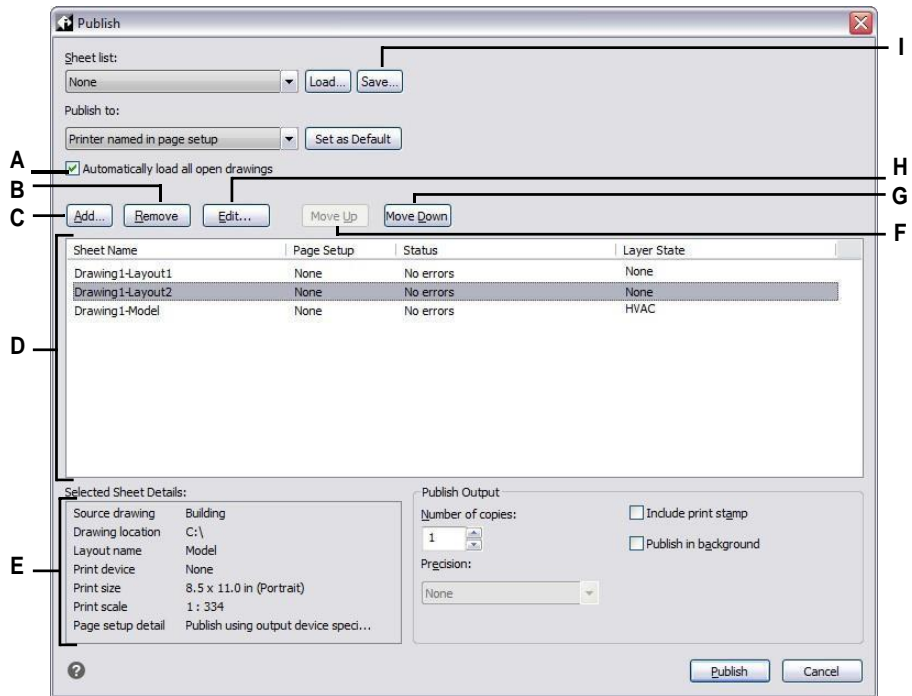 Publish
Sheet list:
None Load... Save... I
Publish to:
Printer named in page setup Set as Default
A Automatically load all open drawings
B H
G
C Add... Remove Edit... Move Up Move Down
F
Sheet Name Page Setup Status Layer State
Drawing1-Layout1 None No errors None
Drawing1-Layout2 None No errors None
Drawing1-Model None No errors HVAC
D
Selected Sheet Details: Publish Output
Source drawing Building Number of copies: Include print stamp
Drawing location C:\ 1
Layout name Model Publish in background
E Print device None Precision:
Print size 8.5 x 11.0 in (Portrait) None
Print scale 1 : 334
Page setup detail Publish using output device speci...
? Publish Cancel